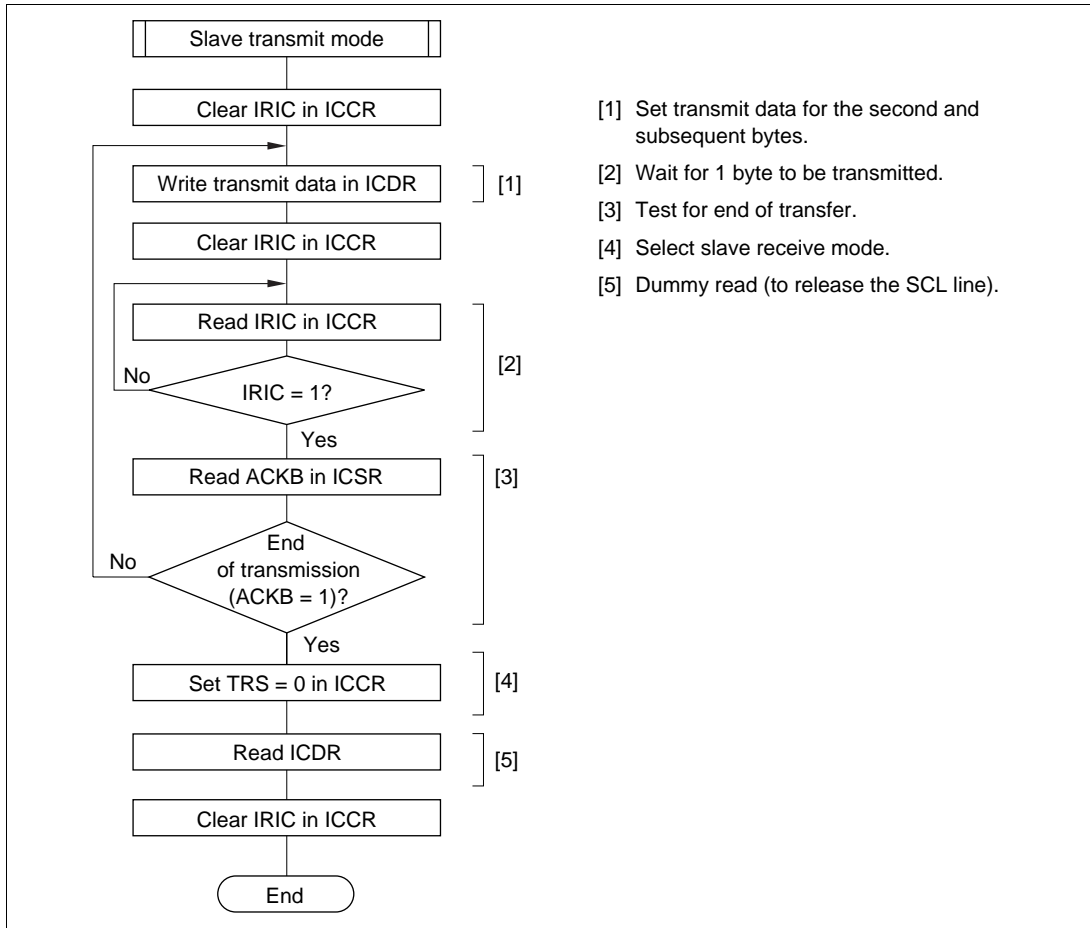 Slave transmit mode
Clear IRIC in ICCR
Write transmit data in ICDR
[1]
Clear IRIC in ICCR
Read IRIC in ICCR
[2]
No
IRIC = 1?
Yes
Read ACKB in ICSR
[3]
No
End
of transmission
(ACKB = 1)?
Yes
Set TRS = 0 in ICCR
[4]
Read ICDR
[5]
Clear IRIC in ICCR
End
[1] Set transmit data for the second and
subsequent bytes.
[2] Wait for 1 byte to be transmitted.
[3] Test for end of transfer.
[4] Select slave receive mode.
[5] Dummy read (to release the SCL line).